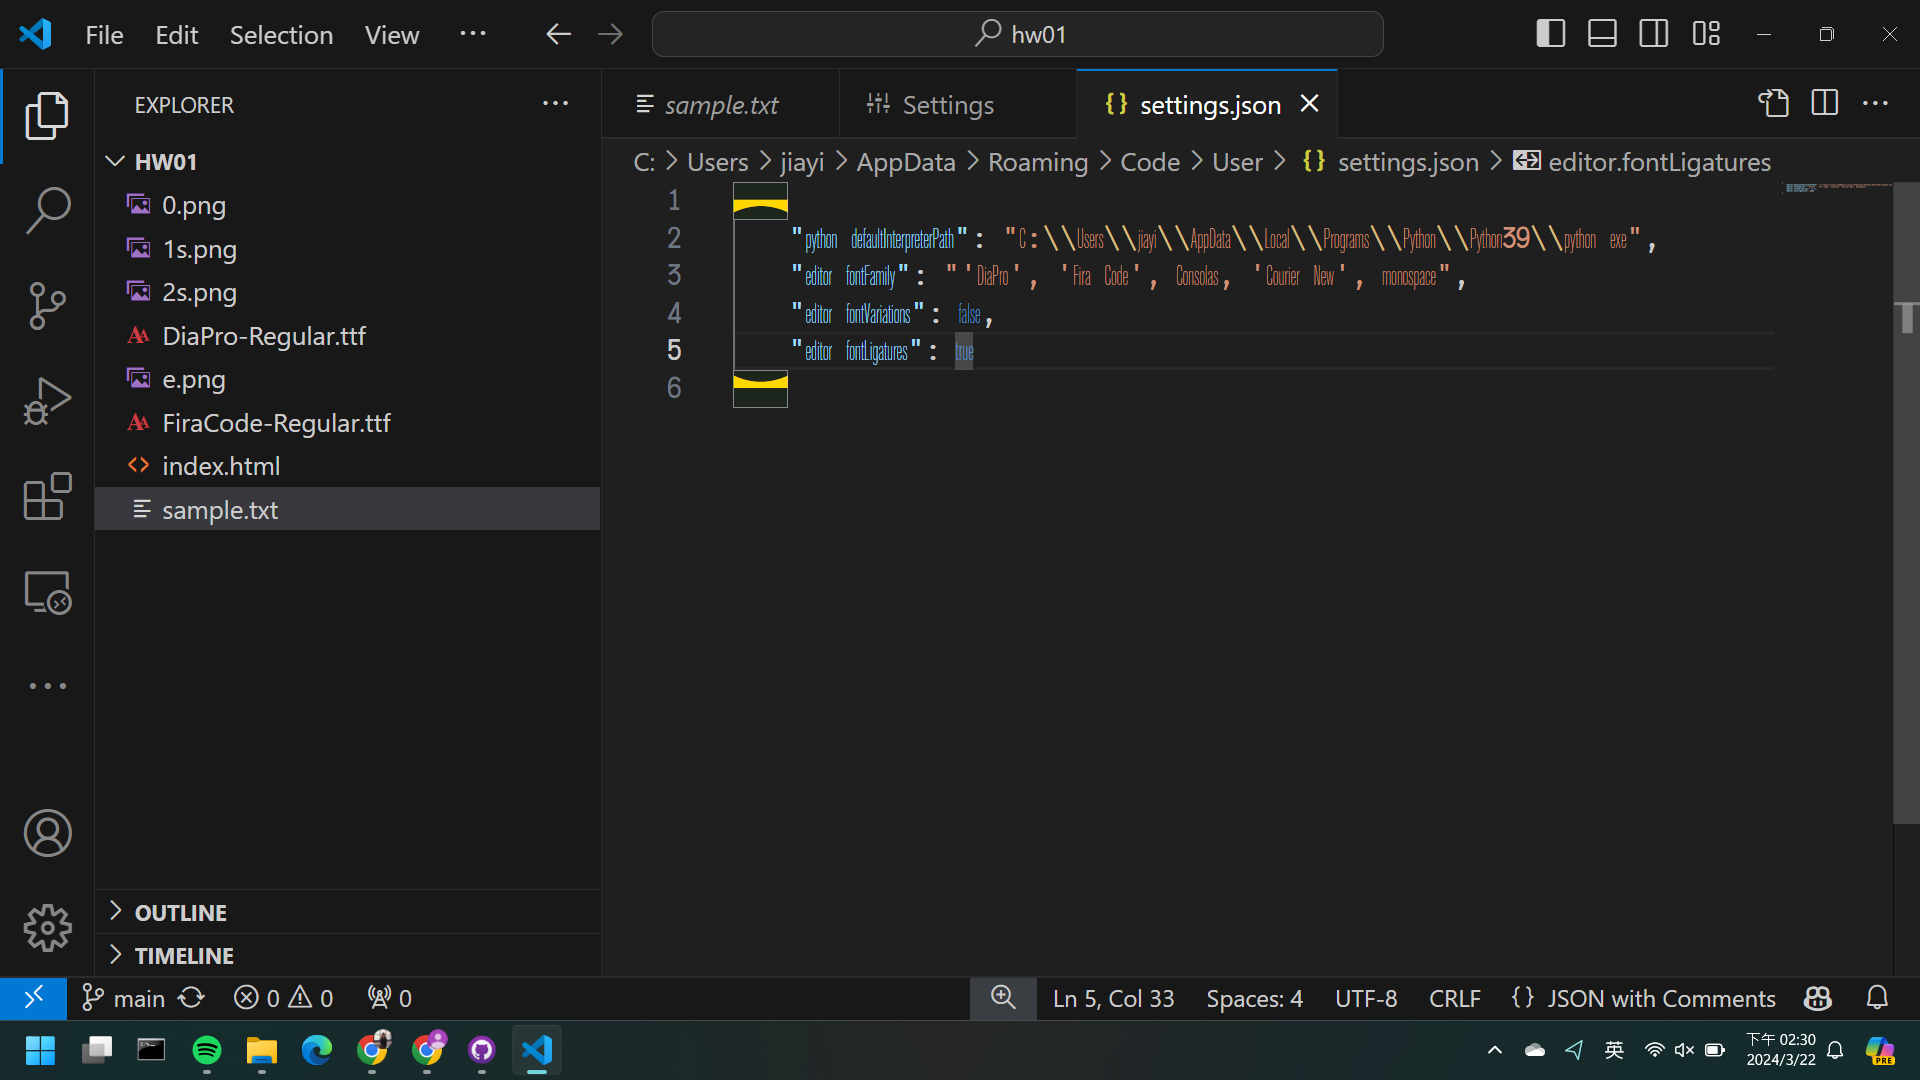 File Edit Selection View ··· hw01
EXPLORER ···
sample.txt Settings {} settings.json
C: > Users > jiayi > AppData > Roaming > Code > User > {} settings.json > editor.fontLigatures
HW01
0.png
1s.png
2s.png
DiaPro-Regular.ttf
e.png
FiraCode-Regular.ttf
index.html
sample.txt
1
2 "python defaultInterpreterPath": "C:\\Users\\jiayi\\AppData\\Local\\Programs\\Python\\Python39\\python exe",
3 "editor fontFamily": "'DiaPro', 'Fira Code', Consolas, 'Courier New', monospace",
4 "editor fontVariations": false,
5 "editor fontLigatures": true
6
OUTLINE
TIMELINE
main 0 0 0 Ln 5, Col 33 Spaces: 4 UTF-8 CRLF {} JSON with Comments
英 下午 02:30
2024/3/22
PRE